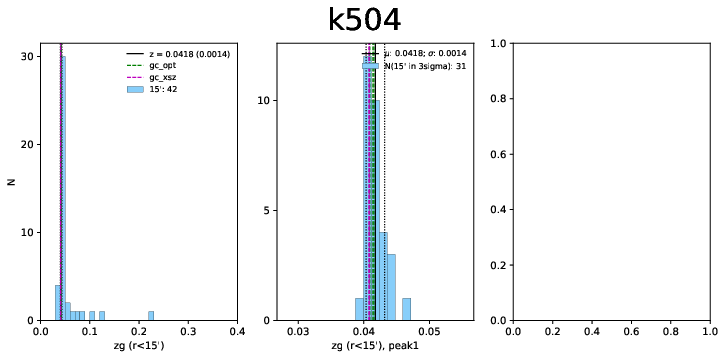 k504
z = 0.0418 (0.0014)
gc_opt
gc_xsz
15': 42
N
0
10
20
30
0.0 0.1 0.2 0.3 0.4
zg (r<15')
μ: 0.0418; σ: 0.0014
N(15' in 3sigma): 31
0
5
10
0.03 0.04 0.05
zg (r<15'), peak1
1.0
0.8
0.6
0.4
0.2
0.0
0.0 0.2 0.4 0.6 0.8 1.0